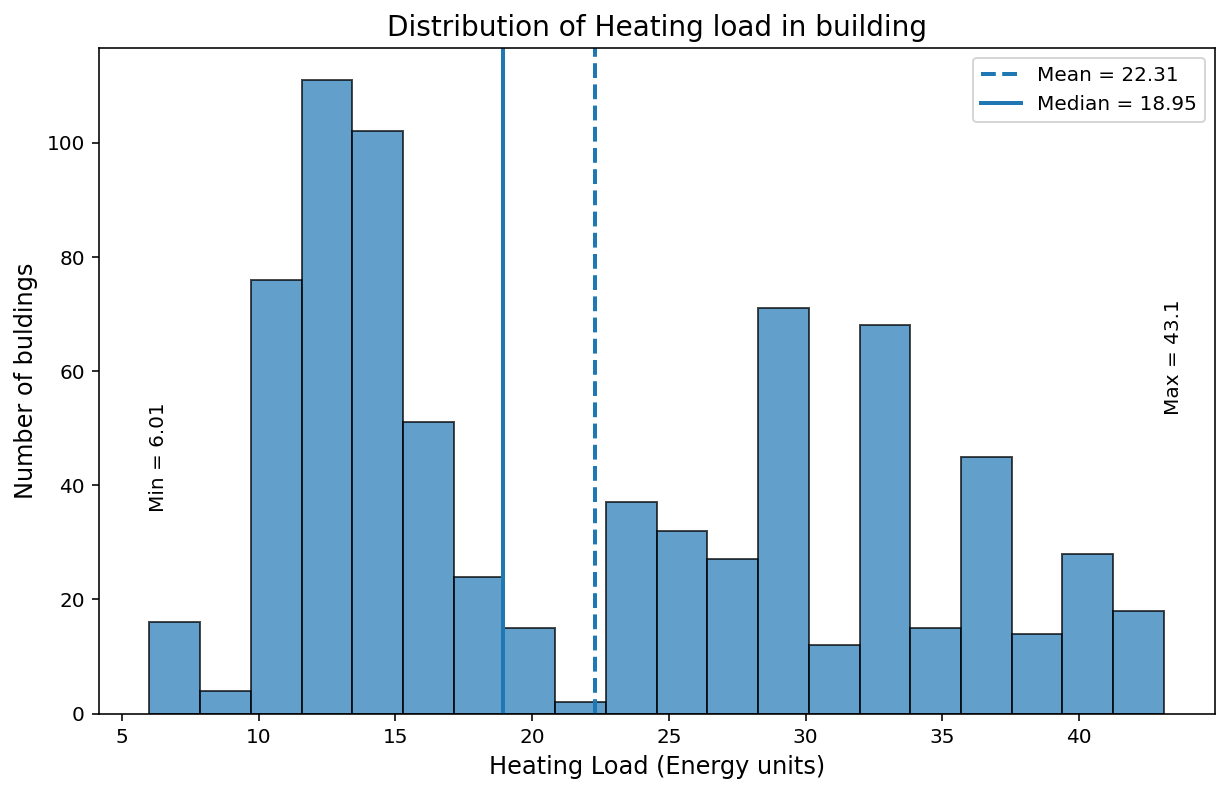 Distribution of Heating load in building
Mean = 22.31
Median = 18.95
Number of buldings
100
80
60
40
20
0
Min = 6.01
Max = 43.1
5 10 15 20 25 30 35 40
Heating Load (Energy units)